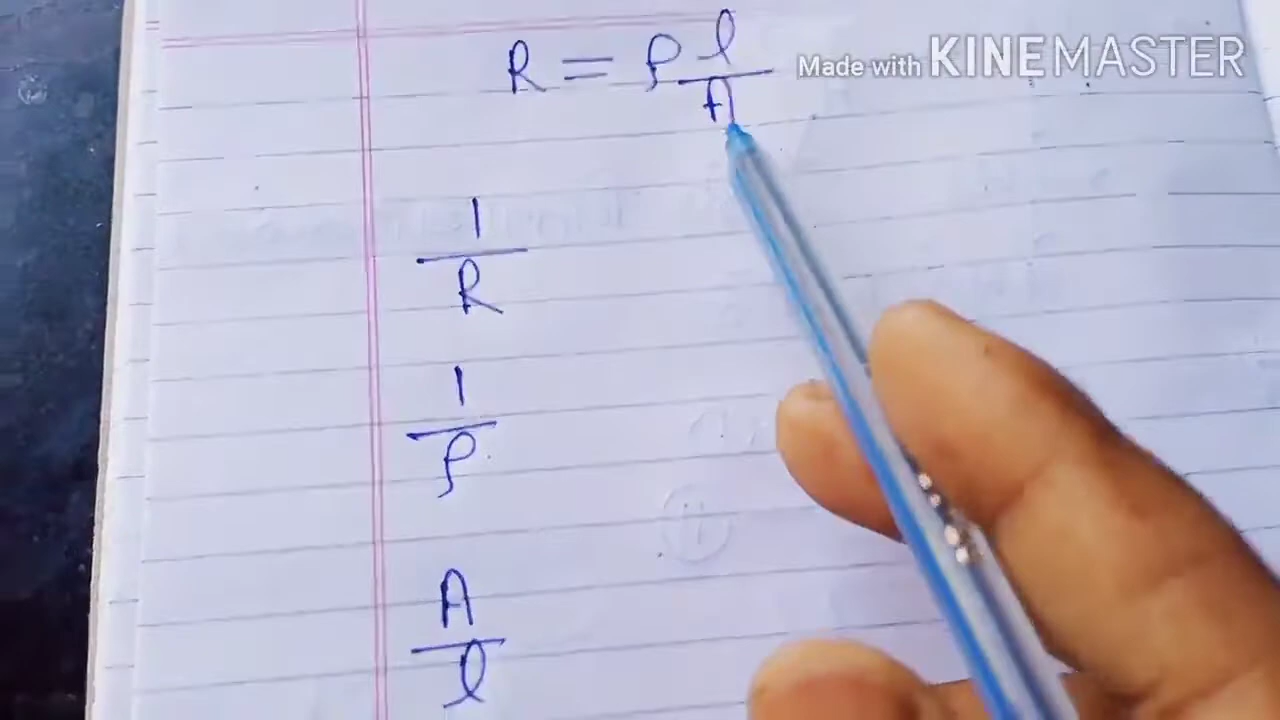 R = ρ l/A
Made with KINEMASTER
1/R
1/ρ
A/l